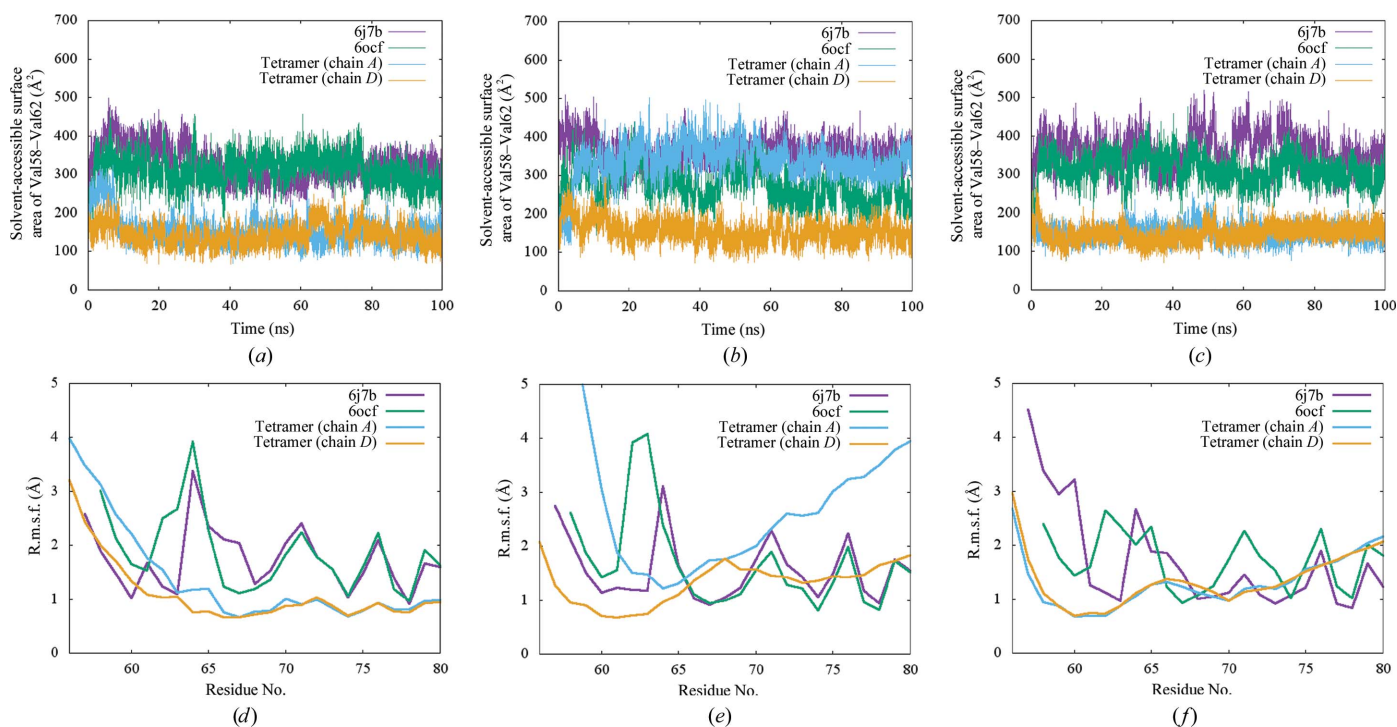 700
600
500
400
300
200
100
0
Solvent-accessible surface
area of Val58–Val62 (Å²)
6j7b
6ocf
Tetramer (chain A)
Tetramer (chain D)
0 20 40 60 80 100
Time (ns)
(a)
700
600
500
400
300
200
100
0
Solvent-accessible surface
area of Val58–Val62 (Å²)
6j7b
6ocf
Tetramer (chain A)
Tetramer (chain D)
0 20 40 60 80 100
Time (ns)
(b)
700
600
500
400
300
200
100
0
Solvent-accessible surface
area of Val58–Val62 (Å²)
6j7b
6ocf
Tetramer (chain A)
Tetramer (chain D)
0 20 40 60 80 100
Time (ns)
(c)
5
4
3
2
1
0
R.m.s.f. (Å)
6j7b
6ocf
Tetramer (chain A)
Tetramer (chain D)
60 65 70 75 80
Residue No.
(d)
5
4
3
2
1
0
R.m.s.f. (Å)
6j7b
6ocf
Tetramer (chain A)
Tetramer (chain D)
60 65 70 75 80
Residue No.
(e)
5
4
3
2
1
0
R.m.s.f. (Å)
6j7b
6ocf
Tetramer (chain A)
Tetramer (chain D)
60 65 70 75 80
Residue No.
(f)